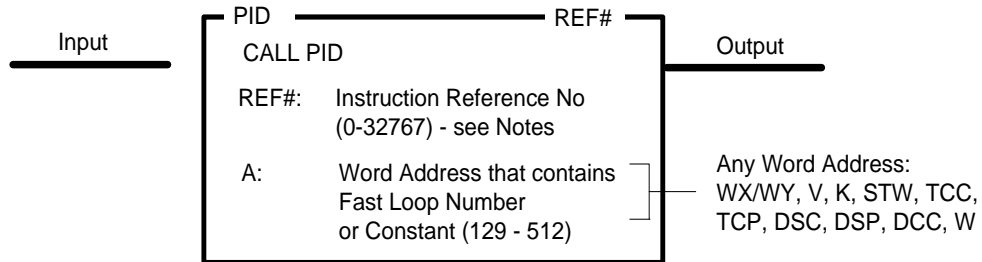 PID REF#
Input
CALL PID
Output
REF#: Instruction Reference No
(0-32767) - see Notes
A: Word Address that contains
Fast Loop Number
or Constant (129 - 512)
Any Word Address:
WX/WY, V, K, STW, TCC,
TCP, DSC, DSP, DCC, W